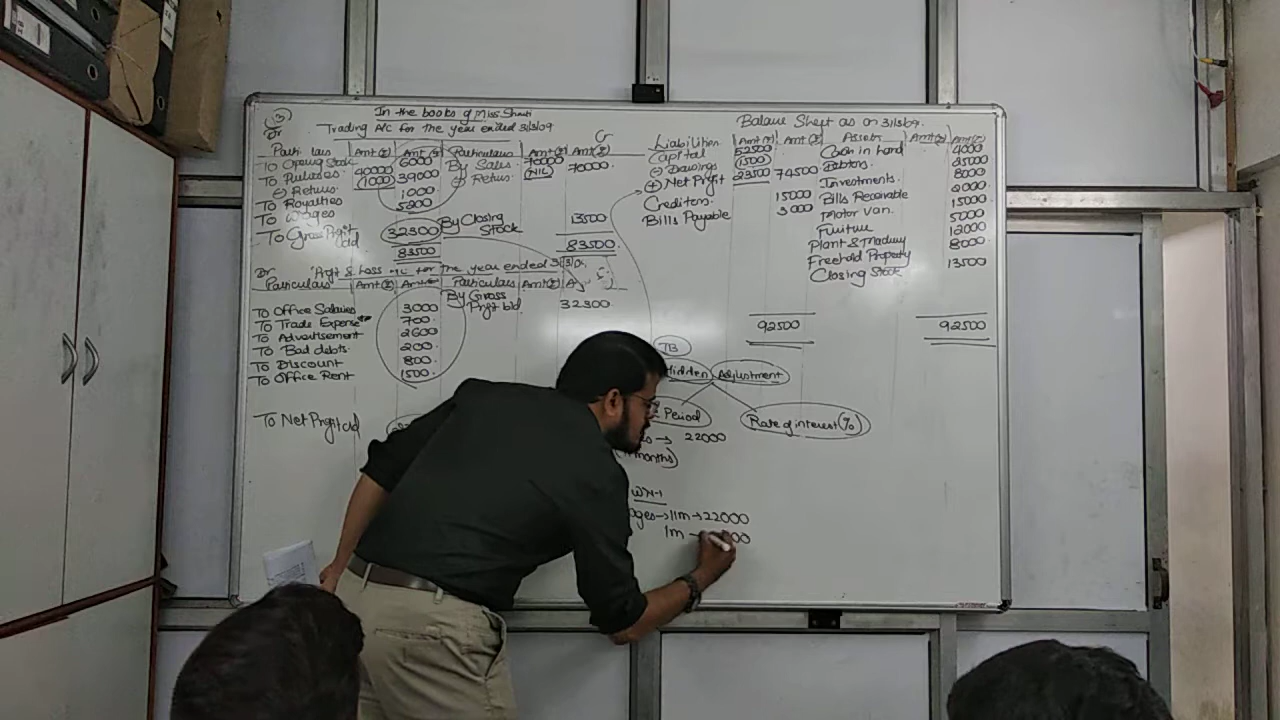 (5) In the books of Miss. Shruti
Dr Trading A/c for the year ended 31/3/09 Cr
Particulars Amt(₹) Amt(₹) Particulars Amt(₹) Amt(₹)
To Opening Stock 6000 By Sales 70000
To 40000 39000 (-) Return (NIL) 70000
(-) Return (1000)
To Royalties 1000
To Wages 5200
To Gross Profit c/d 32300 By Closing Stock 13500
83500 83500
Dr Profit & Loss A/c for the year ended 31/3/09
Particulars Amt(₹) Amt Particulars Amt(₹)
To Office Salaries 3000 By Gross Profit b/d 32300
To Trade Expense 700
To Advertisement 2600
To Bad debts 200
To Discount 800
To Office Rent 1500
To Net Profit c/d
Balance Sheet as on 31/3/09
Liabilities Amt(₹) Amt(₹) Assets Amt(₹) Amt(₹)
Capital 52500
(-) Drawings (1500)
(+) Net Profit 23500 74500
Creditors 15000
Bills Payable 3000
Cash in hand 4000
Debtors 25000
Investments 8000
Bills Receivable 2000
Motor van 15000
5000
Plant & 12000
Freehold Property 8000
Closing Stock 13500
92500 92500
TB
Hidden Adjustment
Period Rate of interest (%)
→ 22000
months)
WN-1
→ 11m → 22000
1m →